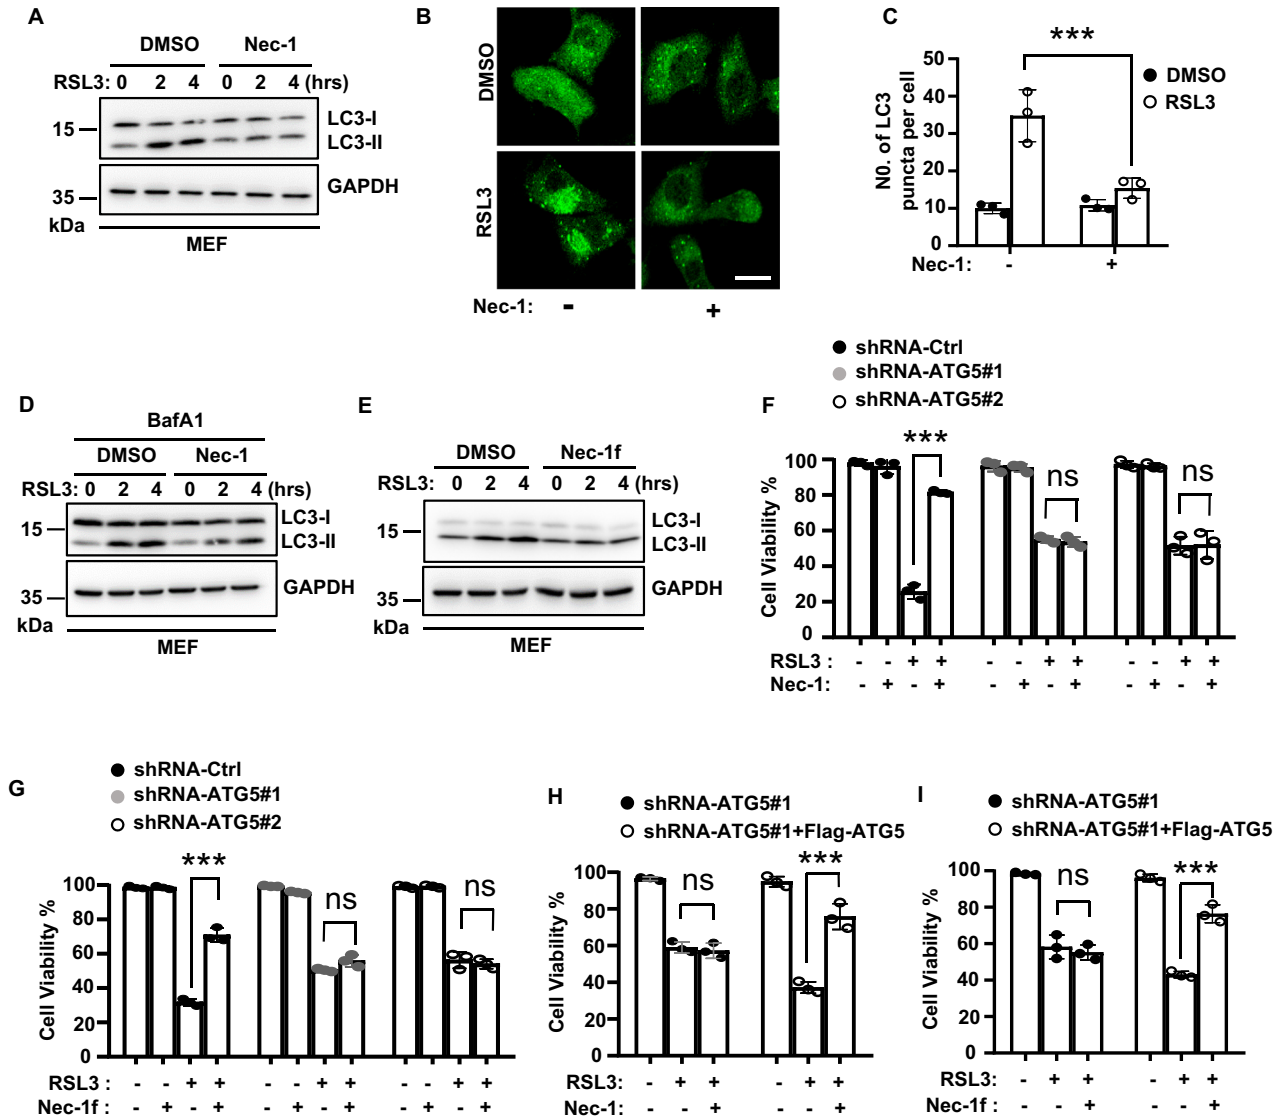 A
DMSO Nec-1
RSL3: 0 2 4 0 2 4 (hrs)
LC3-I
15
LC3-II
GAPDH
35
kDa
MEF
B
DMSO
RSL3
Nec-1: - +
C
***
DMSO
RSL3
N0. of LC3
puncta per cell
50
40
30
20
10
0
Nec-1: - +
D
BafA1
DMSO Nec-1
RSL3: 0 2 4 0 2 4 (hrs)
LC3-I
15
LC3-II
GAPDH
35
kDa
MEF
E
DMSO Nec-1f
RSL3: 0 2 4 0 2 4 (hrs)
LC3-I
15
LC3-II
GAPDH
35
kDa
MEF
F
shRNA-Ctrl
shRNA-ATG5#1
shRNA-ATG5#2
*** ns ns
Cell Viability %
100
80
60
40
20
0
RSL3 : - - + + - - + + - - + +
Nec-1: - + - + - + - + - + - +
G
shRNA-Ctrl
shRNA-ATG5#1
shRNA-ATG5#2
*** ns ns
Cell Viability %
100
80
60
40
20
0
RSL3 : - - + + - - + + - - + +
Nec-1f : - + - + - + - + - + - +
H
shRNA-ATG5#1
shRNA-ATG5#1+Flag-ATG5
ns ***
Cell Viability %
100
80
60
40
20
0
RSL3: - + + - + +
Nec-1: - - + - - +
I
shRNA-ATG5#1
shRNA-ATG5#1+Flag-ATG5
ns ***
Cell Viability %
100
80
60
40
20
0
RSL3: - + + - + +
Nec-1f : - - + - - +